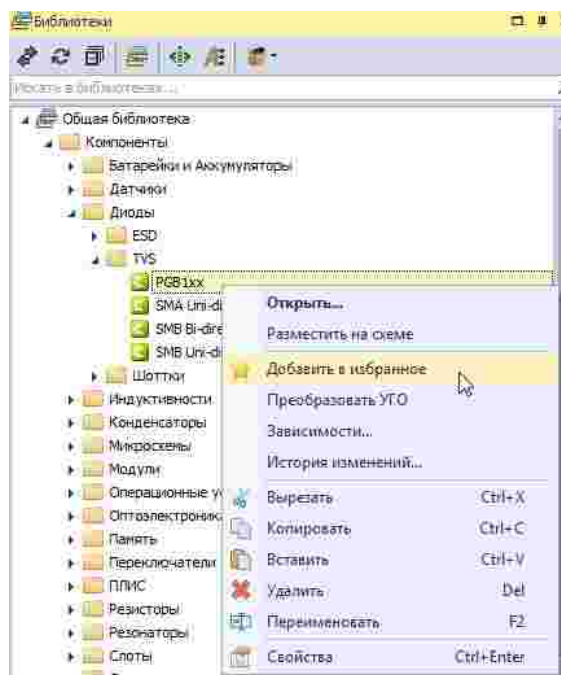 Библиотеки
Искать в библиотеках...
Общая библиотека
Компоненты
Батарейки и Аккумуляторы
Датчики
Диоды
ESD
TVS
PGB1xx
SMA Uni-di
SMB Bi-dire
SMB Uni-di
Шоттки
Индуктивности
Конденсаторы
Микросхемы
Модули
Операционные у
Оптоэлектроник
Память
Переключатели
ПЛИС
Резисторы
Резонаторы
Слоты
Открыть...
Разместить на схеме
Добавить в избранное
Преобразовать УГО
Зависимости...
История изменений...
Вырезать Ctrl+X
Копировать Ctrl+C
Вставить Ctrl+V
Удалить Del
Переименовать F2
Свойства Ctrl+Enter